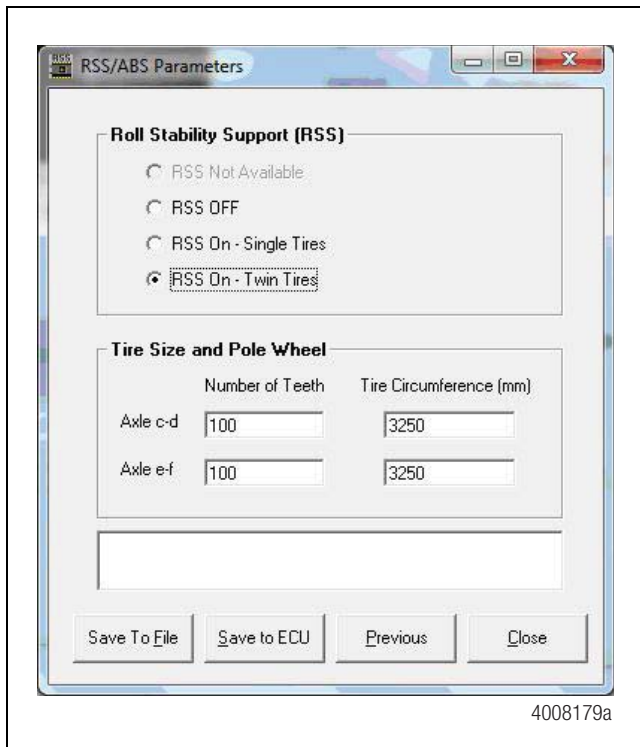 RSS
RSS/ABS Parameters
Roll Stability Support (RSS)
RSS Not Available
RSS OFF
RSS On - Single Tires
RSS On - Twin Tires
Tire Size and Pole Wheel
Number of Teeth Tire Circumference (mm)
Axle c-d 100 3250
Axle e-f 100 3250
Save To File Save to ECU Previous Close
4008179a